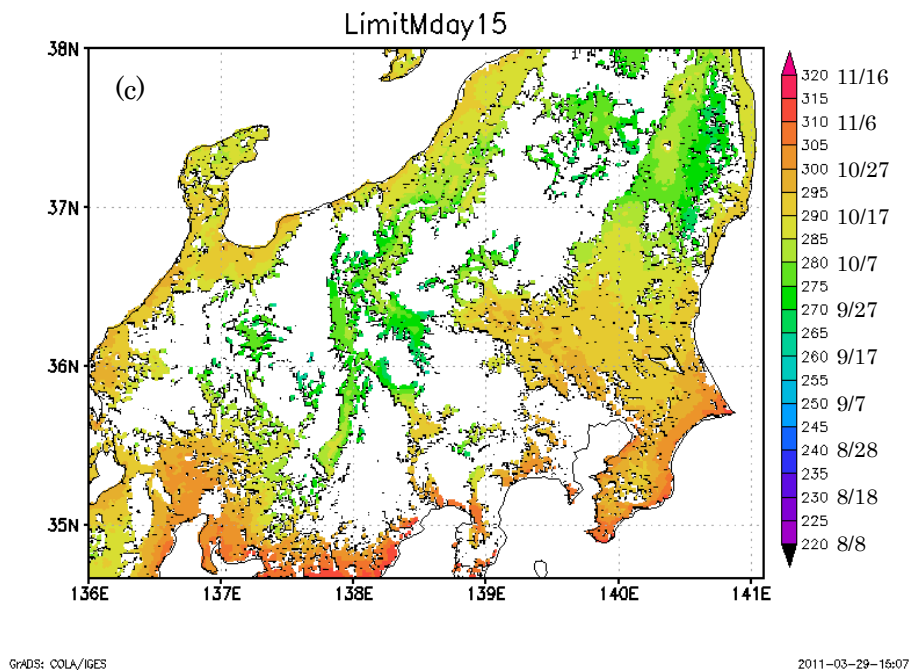 LimitMday15
38N
(c)
37N
36N
35N
136E 137E 138E 139E 140E 141E
320 11/16
315
310 11/6
305
300 10/27
295
290 10/17
285
280 10/7
275
270 9/27
265
260 9/17
255
250 9/7
245
240 8/28
235
230 8/18
225
220 8/8
GrADS: COLA/IGES
2011-03-29-15:07